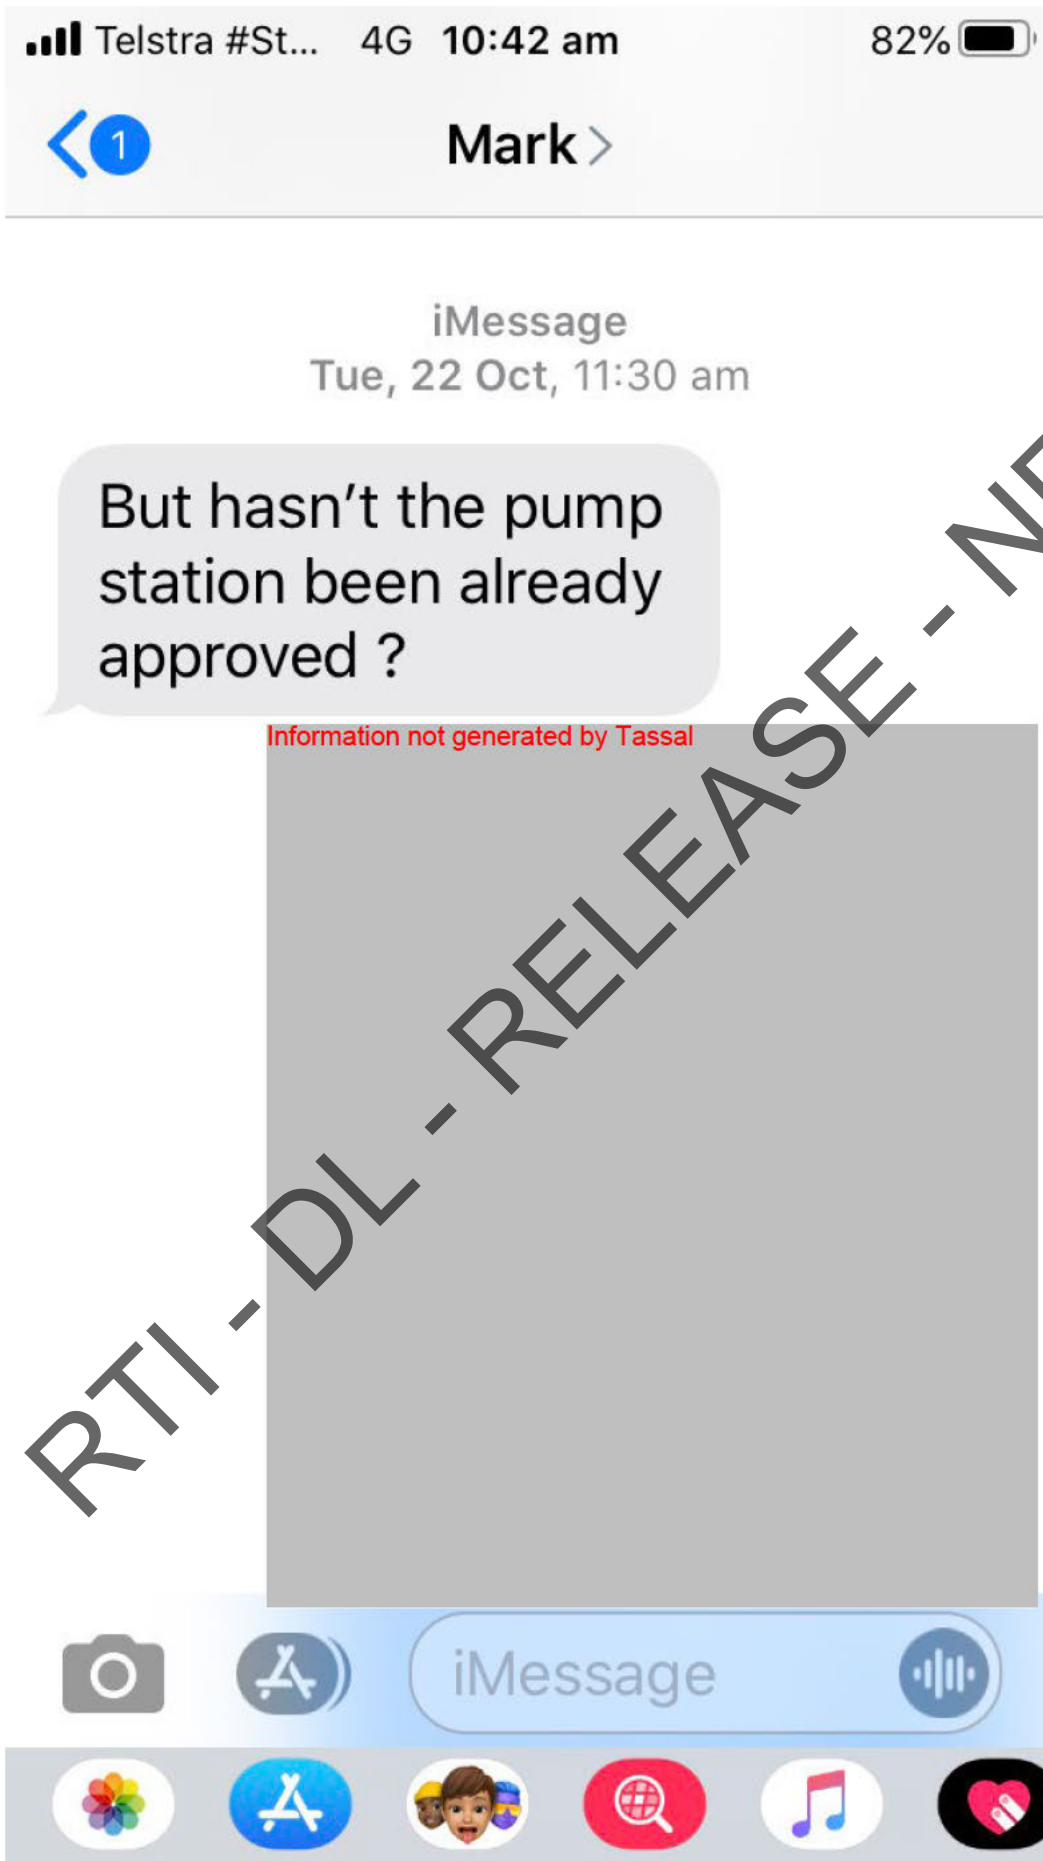 Telstra #St... 4G 10:42 am 82%
1 Mark
iMessage
Tue, 22 Oct, 11:30 am
But hasn't the pump
station been already
approved ?
Information not generated by Tassal
RTI - DL - RELEASE -
iMessage